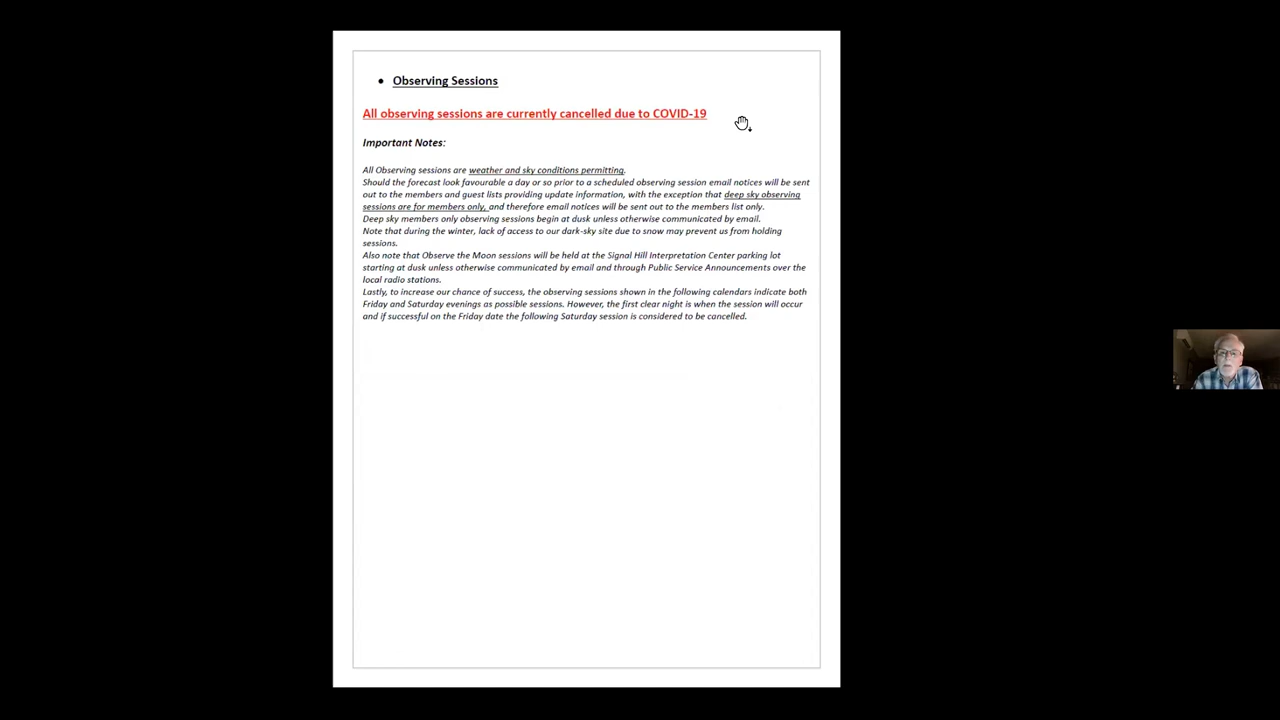 • Observing Sessions
All observing sessions are currently cancelled due to COVID-19
Important Notes:
All Observing sessions are weather and sky conditions permitting.
Should the forecast look favourable a day or so prior to a scheduled observing session email notices will be sent
out to the members and guest lists providing update information, with the exception that deep sky observing
sessions are for members only, and therefore email notices will be sent out to the members list only.
Deep sky members only observing sessions begin at dusk unless otherwise communicated by email.
Note that during the winter, lack of access to our dark-sky site due to snow may prevent us from holding
sessions.
Also note that Observe the Moon sessions will be held at the Signal Hill Interpretation Center parking lot
starting at dusk unless otherwise communicated by email and through Public Service Announcements over the
local radio stations.
Lastly, to increase our chance of success, the observing sessions shown in the following calendars indicate both
Friday and Saturday evenings as possible sessions. However, the first clear night is when the session will occur
and if successful on the Friday date the following Saturday session is considered to be cancelled.